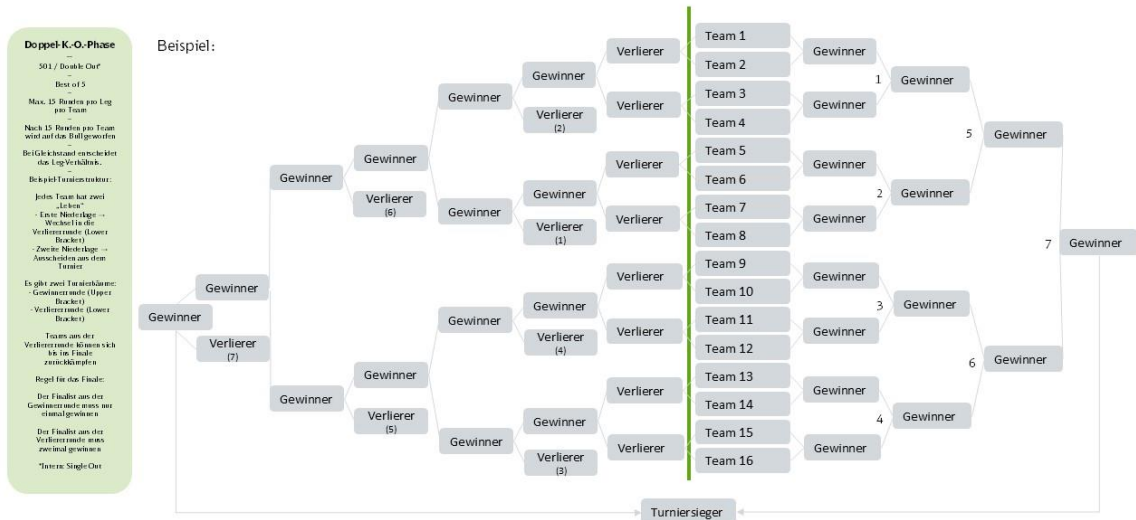 Doppel-K.-O.-Phase
–
501 / Double Out*
–
Best of 5
–
Max. 15 Runden pro Leg
pro Team
–
Nach 15 Runden pro Team
wird auf das Bull geworfen
–
Bei Gleichstand entscheidet
das Leg-Verhältnis.
–
Beispiel-Turnierstruktur:
Jedes Team hat zwei
„Leben“
- Erste Niederlage →
Wechsel in die
Verliererrunde (Lower
Bracket)
- Zweite Niederlage →
Ausscheiden aus dem
Turnier
Es gibt zwei Turnierbäume:
- Gewinnerrunde (Upper
Bracket)
- Verliererrunde (Lower
Bracket)
Teams aus der
Verliererrunde können sich
bis ins Finale
zurückkämpfen
Regel für das Finale:
Der Finalist aus der
Gewinnerrunde muss nur
einmal gewinnen
Der Finalist aus der
Verliererrunde muss
zweimal gewinnen
*Intern: Single Out
Beispiel:
Gewinner
Gewinner
Verlierer
(7)
Gewinner
Gewinner
Gewinner
Verlierer
(6)
Gewinner
Verlierer
(5)
Gewinner
Gewinner
Gewinner
Gewinner
Gewinner
Verlierer
(2)
Gewinner
Verlierer
(1)
Gewinner
Verlierer
(4)
Gewinner
Verlierer
(3)
Verlierer
Verlierer
Verlierer
Verlierer
Verlierer
Verlierer
Verlierer
Verlierer
Team 1
Team 2
Team 3
Team 4
Team 5
Team 6
Team 7
Team 8
Team 9
Team 10
Team 11
Team 12
Team 13
Team 14
Team 15
Team 16
Gewinner
Gewinner
Gewinner
Gewinner
Gewinner
Gewinner
Gewinner
Gewinner
1
2
3
4
Gewinner
Gewinner
Gewinner
Gewinner
5
6
Gewinner
Gewinner
7
Gewinner
Turniersieger